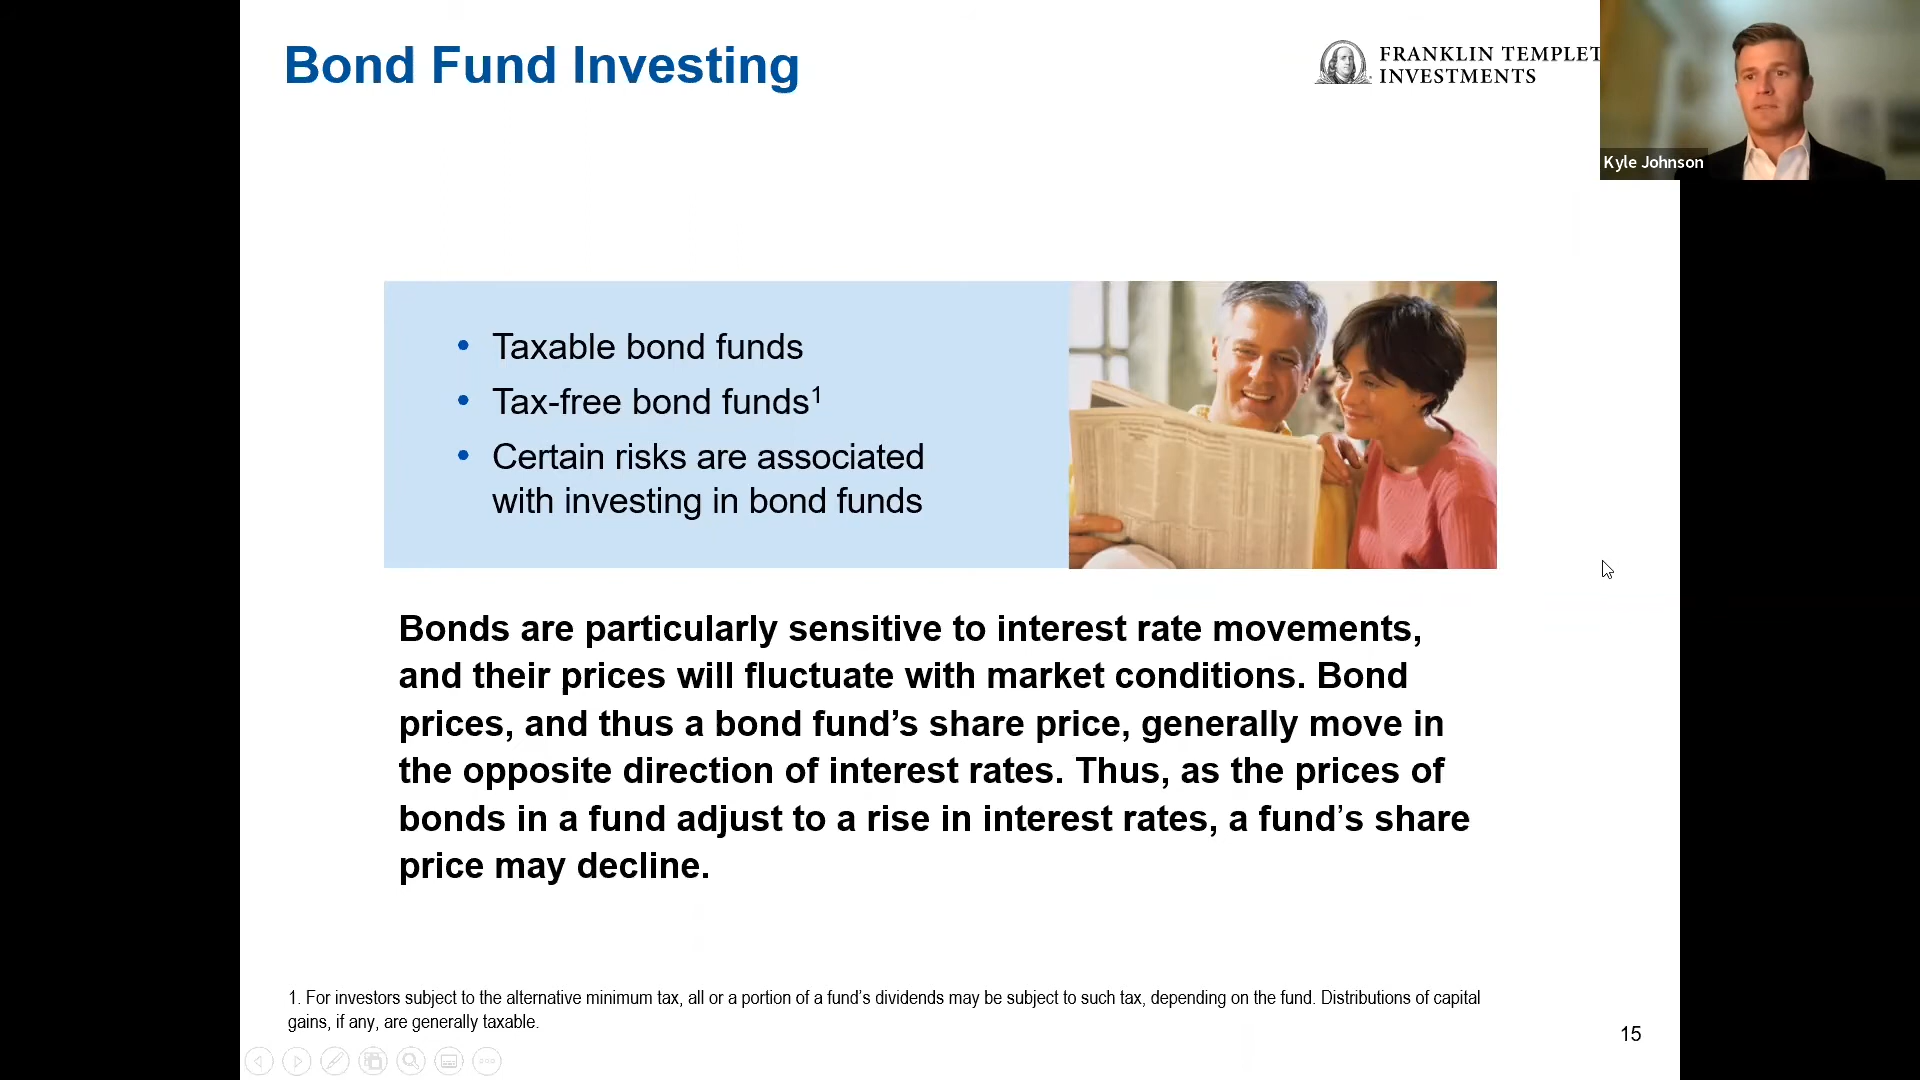 Bond Fund Investing
FRANKLIN TEMPLET
INVESTMENTS
Kyle Johnson
• Taxable bond funds
• Tax-free bond funds¹
• Certain risks are associated
with investing in bond funds
Bonds are particularly sensitive to interest rate movements,
and their prices will fluctuate with market conditions. Bond
prices, and thus a bond fund’s share price, generally move in
the opposite direction of interest rates. Thus, as the prices of
bonds in a fund adjust to a rise in interest rates, a fund’s share
price may decline.
1. For investors subject to the alternative minimum tax, all or a portion of a fund’s dividends may be subject to such tax, depending on the fund. Distributions of capital
gains, if any, are generally taxable.
15